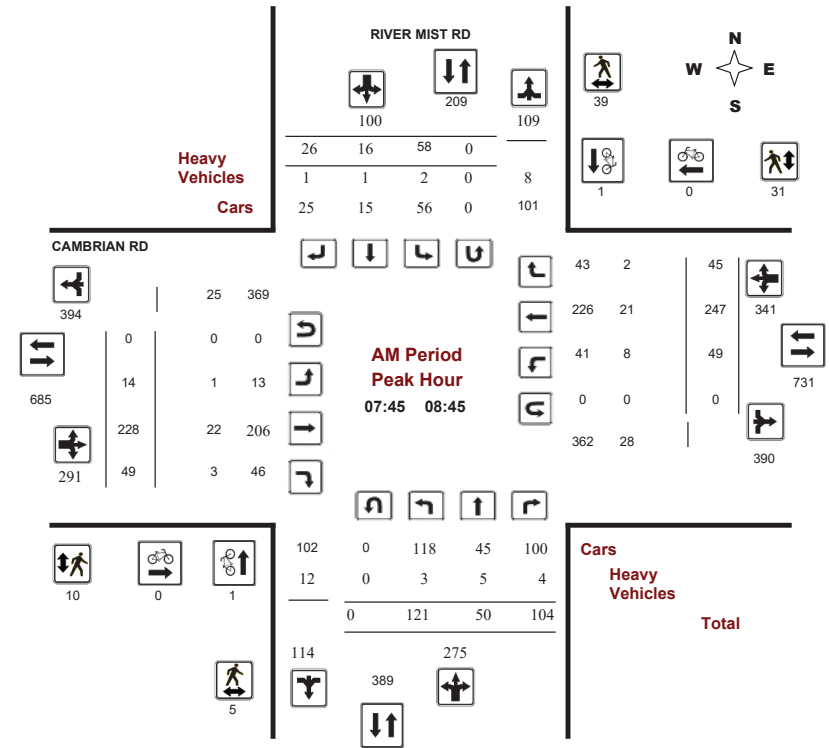 RIVER MIST RD
N
W E
S
209
39
100
109
26 16 58 0
Heavy
Vehicles
1 1 2 0 8
Cars
25 15 56 0 101
1 0 31
CAMBRIAN RD
394
25 369
43 2 45
226 21 247 341
0 0 0
AM Period
Peak Hour
07:45 08:45
41 8 49
14 1 13
685
731
0 0 0
228 22 206
362 28
390
291
49 3 46
102 0 118 45 100
Cars
12 0 3 5 4
Heavy
Vehicles
10 0 1
0 121 50 104
Total
114 275
389
5